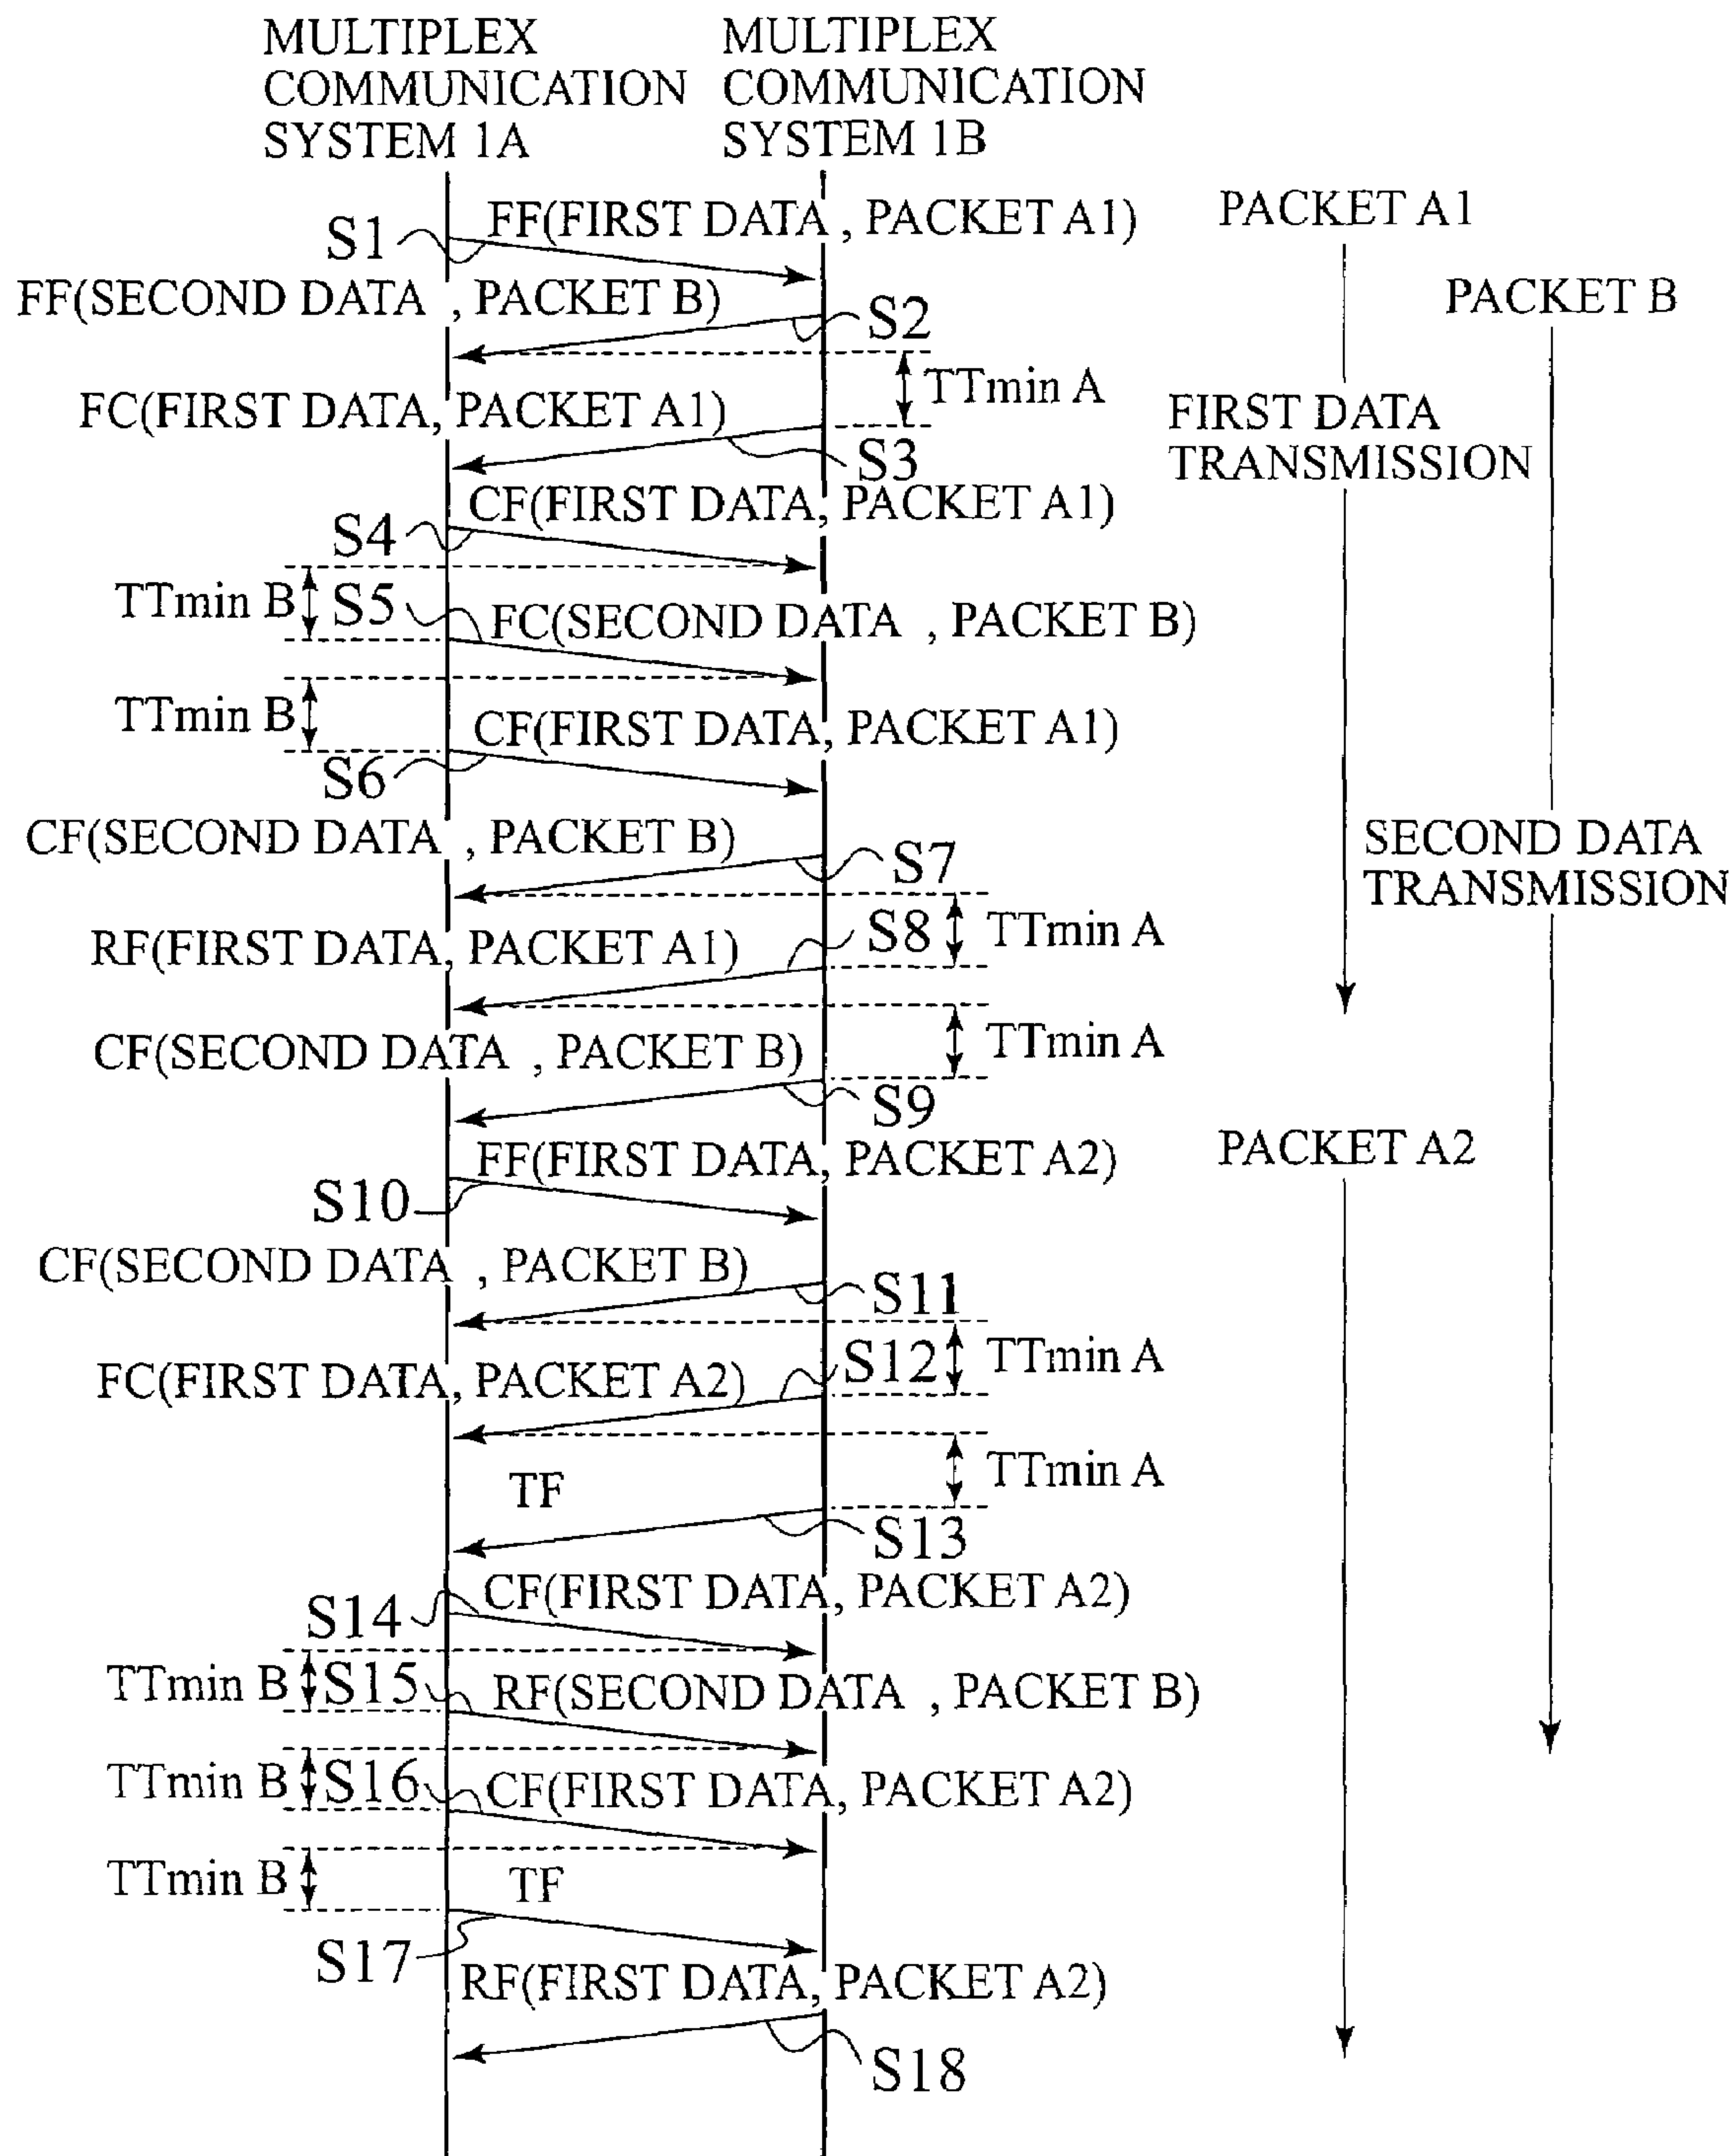 MULTIPLEX
COMMUNICATION
SYSTEM 1A
MULTIPLEX
COMMUNICATION
SYSTEM 1B
FF(FIRST DATA , PACKET A1)
PACKET A1
S1
FF(SECOND DATA , PACKET B)
PACKET B
S2
TTmin A
FC(FIRST DATA, PACKET A1)
FIRST DATA
TRANSMISSION
S3
CF(FIRST DATA, PACKET A1)
S4
TTmin B
S5
FC(SECOND DATA , PACKET B)
TTmin B
CF(FIRST DATA, PACKET A1)
S6
CF(SECOND DATA , PACKET B)
SECOND DATA
TRANSMISSION
S7
S8
TTmin A
RF(FIRST DATA, PACKET A1)
TTmin A
CF(SECOND DATA , PACKET B)
S9
FF(FIRST DATA, PACKET A2)
PACKET A2
S10
CF(SECOND DATA , PACKET B)
S11
S12
TTmin A
FC(FIRST DATA, PACKET A2)
TTmin A
TF
S13
CF(FIRST DATA, PACKET A2)
S14
TTmin B
S15
RF(SECOND DATA , PACKET B)
TTmin B
S16
CF(FIRST DATA, PACKET A2)
TTmin B
TF
S17
RF(FIRST DATA, PACKET A2)
S18